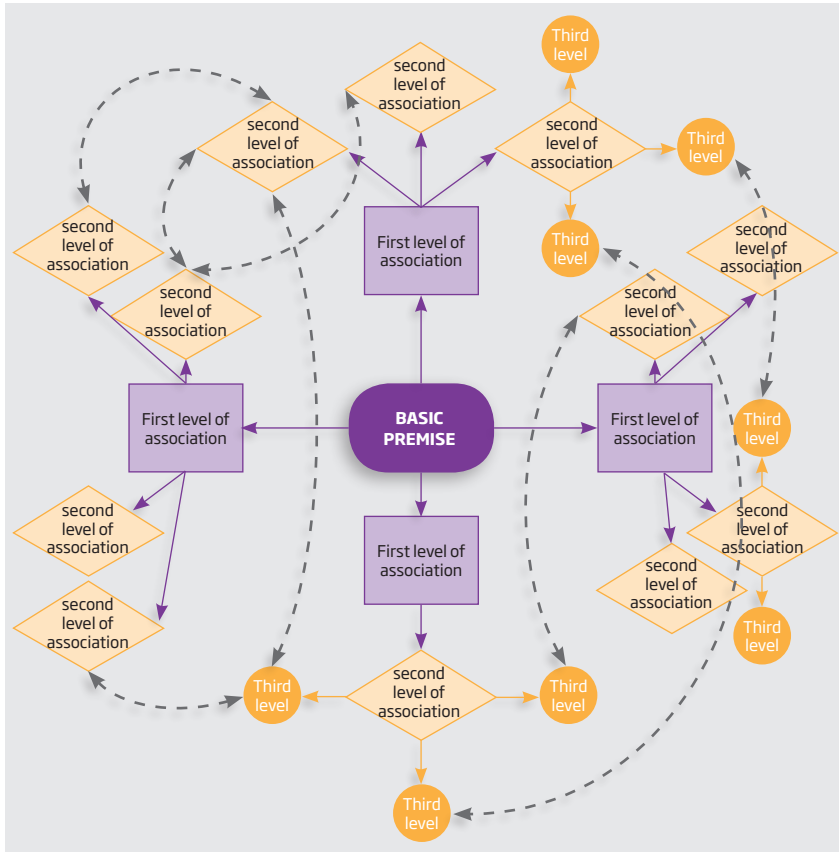 Third
level
second
level of
association
second
level of
association
second
level of
association
Third
level
second
level of
association
First level of
association
Third
level
second
level of
association
second
level of
association
second
level of
association
First level of
association
BASIC
PREMISE
First level of
association
Third
level
second
level of
association
First level of
association
second
level of
association
second
level of
association
second
level of
association
Third
level
Third
level
second
level of
association
Third
level
Third
level